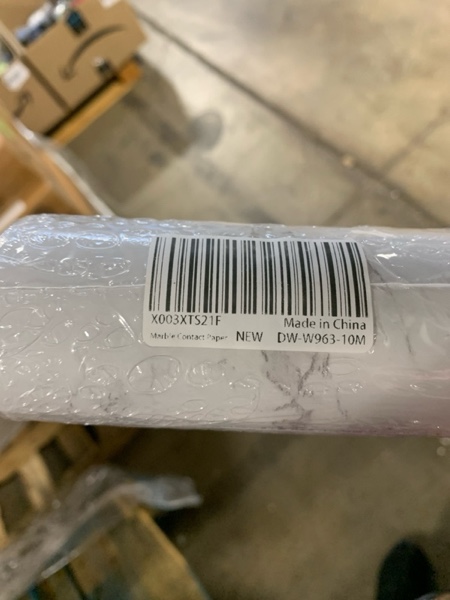 X003XTS21F Made in China
Marble Contact Paper NEW DW-W963-10M